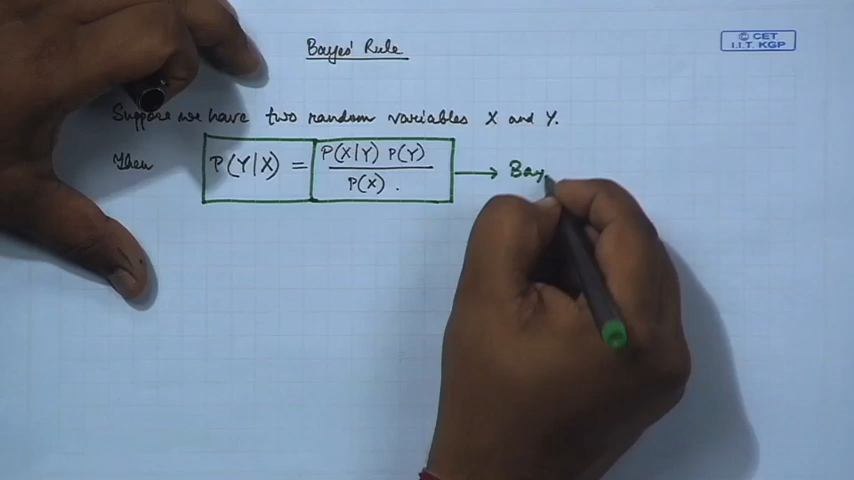 Bayes' Rule
© CET
I.I.T. KGP
Suppose we have two random variables X and Y.
Then P(Y|X) = P(X|Y) P(Y) / P(X) . → Bay